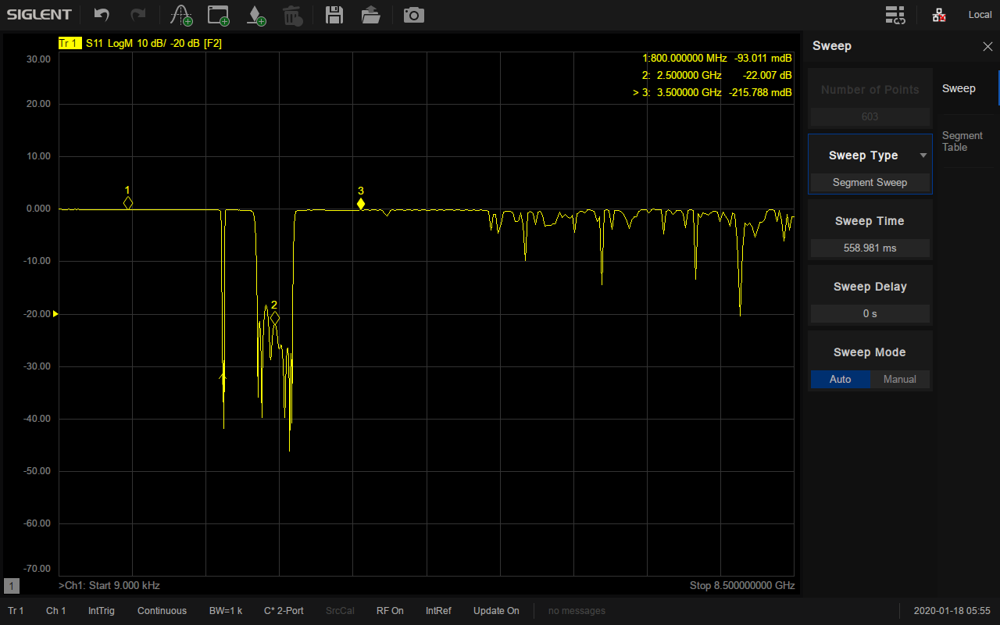 SIGLENT
Local
Tr 1 S11 LogM 10 dB/ -20 dB [F2]
1:800.000000 MHz -93.011 mdB
2: 2.500000 GHz -22.007 dB
> 3: 3.500000 GHz -215.788 mdB
30.00
20.00
10.00
0.000
-10.00
-20.00
-30.00
-40.00
-50.00
-60.00
-70.00
1
3
2
1
>Ch1: Start 9.000 kHz
Stop 8.500000000 GHz
Sweep
Number of Points
603
Sweep Type
Segment Sweep
Sweep Time
558.981 ms
Sweep Delay
0 s
Sweep Mode
Auto Manual
Sweep
Segment
Table
Tr 1 Ch 1 IntTrig Continuous BW=1 k C* 2-Port SrcCal RF On IntRef Update On no messages 2020-01-18 05:55